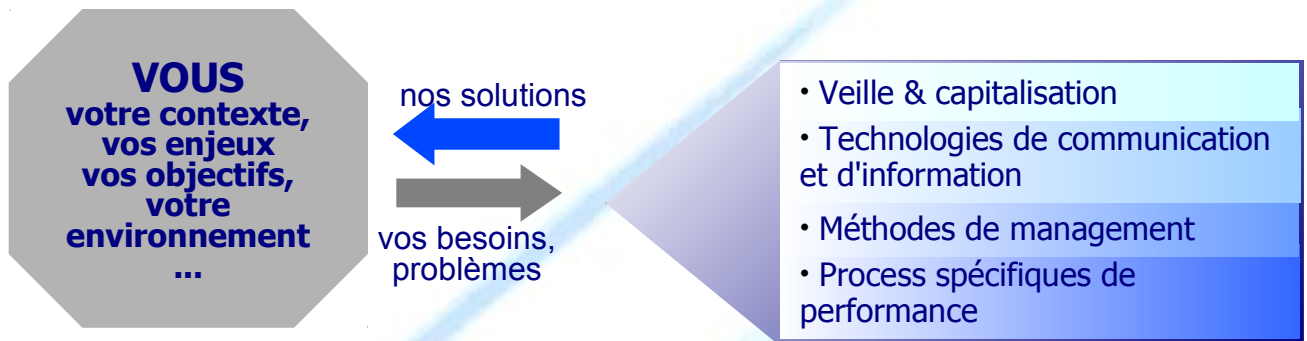 VOUS
votre contexte,
vos enjeux
vos objectifs,
votre
environnement
...
nos solutions
vos besoins,
problèmes
• Veille & capitalisation
• Technologies de communication
et d'information
• Méthodes de management
• Process spécifiques de
performance